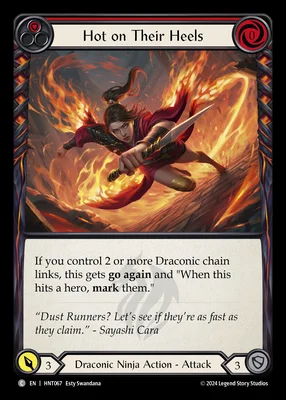 Hot on Their Heels
If you control 2 or more Draconic chain
links, this gets go again and "When this
hits a hero, mark them."
"Dust Runners? Let's see if they're as fast as
they claim." - Sayashi Cara
3
Draconic Ninja Action - Attack
3
C EN | HNT067 Esty Swandana
© 2024 Legend Story Studios